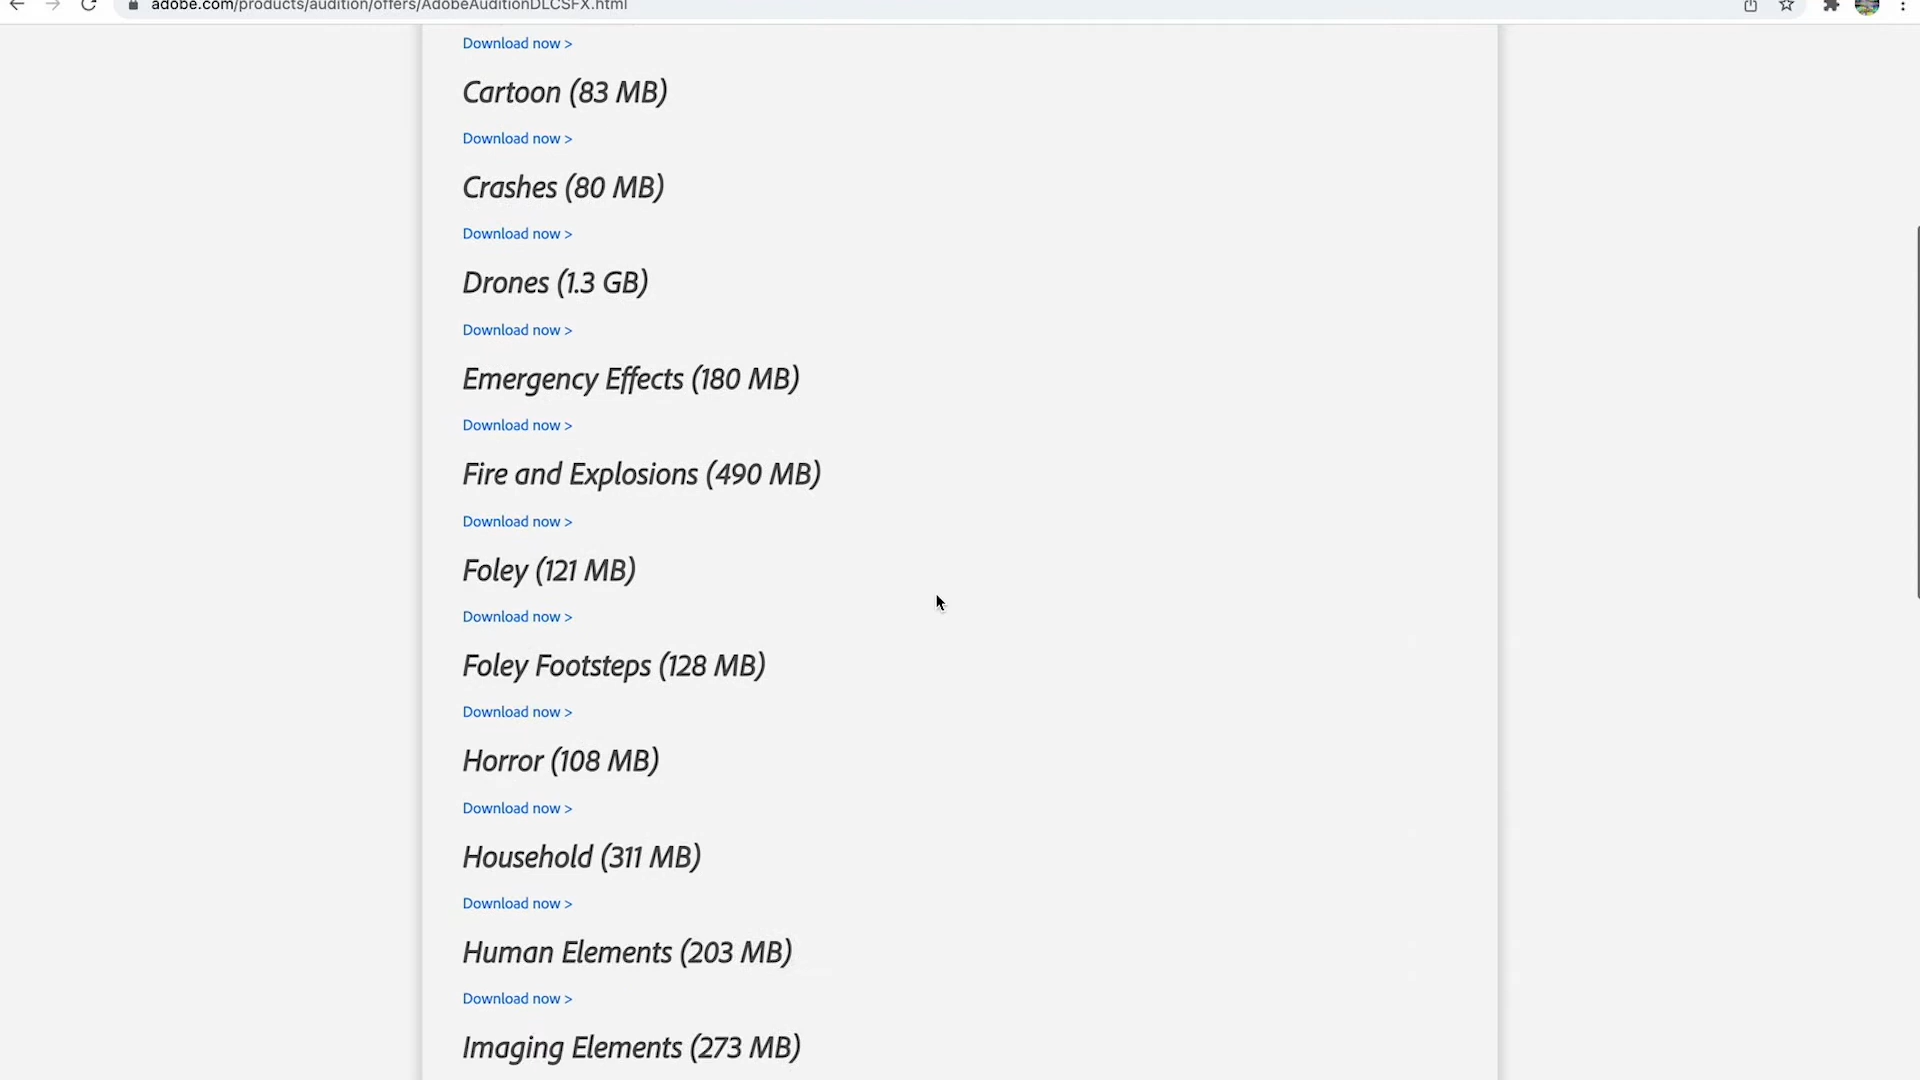 adobe.com/products/audition/offers/AdobeAuditionDLCSFX.html
Download now >
Cartoon (83 MB)
Download now >
Crashes (80 MB)
Download now >
Drones (1.3 GB)
Download now >
Emergency Effects (180 MB)
Download now >
Fire and Explosions (490 MB)
Download now >
Foley (121 MB)
Download now >
Foley Footsteps (128 MB)
Download now >
Horror (108 MB)
Download now >
Household (311 MB)
Download now >
Human Elements (203 MB)
Download now >
Imaging Elements (273 MB)